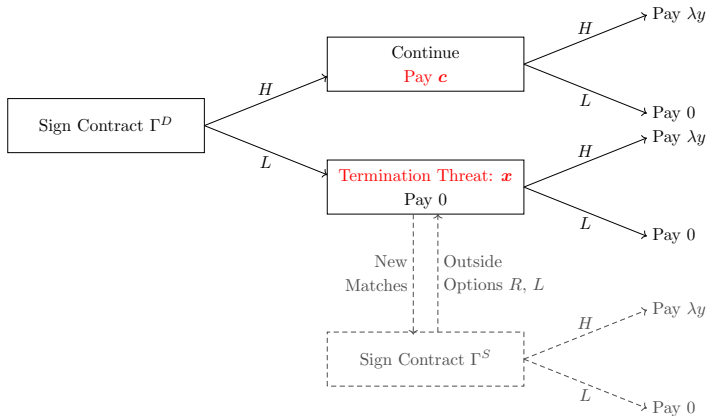 Pay λy
H
Continue
Pay c
L
Pay 0
H
Sign Contract Γ^D
L
Pay λy
H
Termination Threat: x
Pay 0
L
Pay 0
New
Matches
Outside
Options R, L
Pay λy
H
Sign Contract Γ^S
L
Pay 0